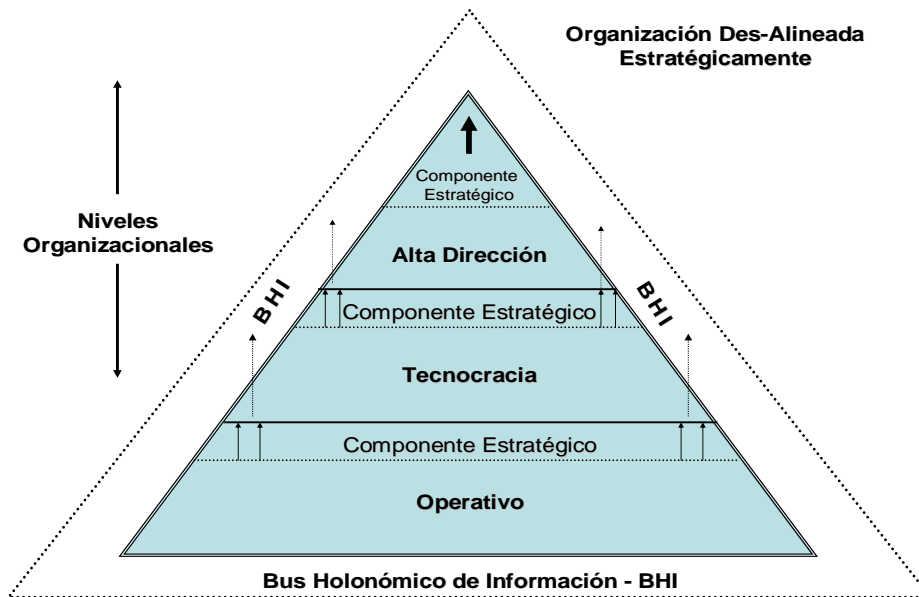 Organización Des-Alineada
Estratégicamente
Componente
Estratégico
Niveles
Organizacionales
Alta Dirección
BHI
BHI
Componente Estratégico
Tecnocracia
Componente Estratégico
Operativo
Bus Holonómico de Información - BHI